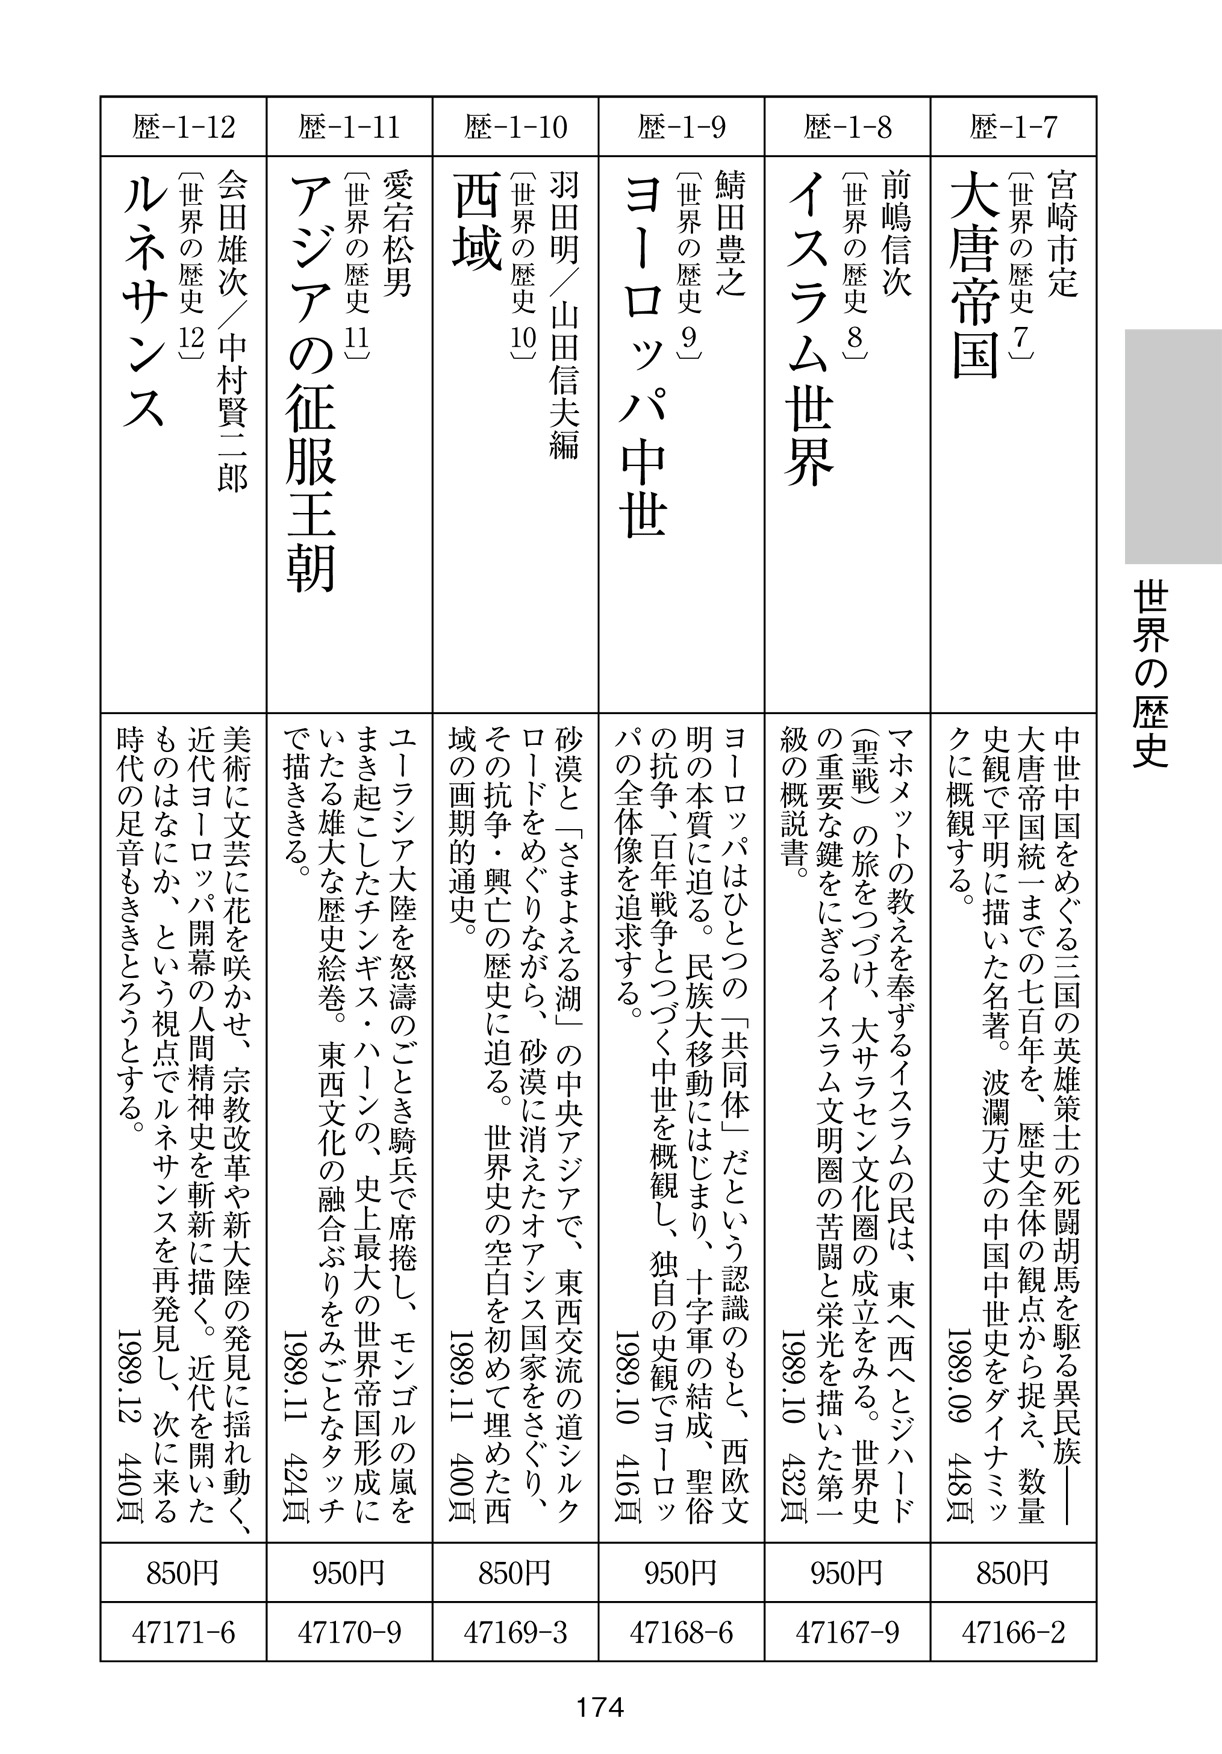 世界の歴史
歴-1-7
宮崎市定
〔世界の歴史 7〕
大唐帝国
中世中国をめぐる三国の英雄策士の死闘胡馬を駆る異民族――
大唐帝国統一までの七百年を、歴史全体の観点から捉え、数量
史観で平明に描いた名著。波瀾万丈の中国中世史をダイナミッ
クに概観する。
1989.09 448頁
850円
47166-2
歴-1-8
前嶋信次
〔世界の歴史 8〕
イスラム世界
マホメットの教えを奉ずるイスラムの民は、東へ西へとジハード
（聖戦）の旅をつづけ、大サラセン文化圏の成立をみる。世界史
の重要な鍵をにぎるイスラム文明圏の苦闘と栄光を描いた第一
級の概説書。
1989.10 432頁
950円
47167-9
歴-1-9
鯖田豊之
〔世界の歴史 9〕
ヨーロッパ中世
ヨーロッパはひとつの「共同体」だという認識のもと、西欧文
明の本質に迫る。民族大移動にはじまり、十字軍の結成、聖俗
の抗争、百年戦争とつづく中世を概観し、独自の史観でヨーロッ
パの全体像を追求する。
1989.10 416頁
950円
47168-6
歴-1-10
羽田明／山田信夫編
〔世界の歴史 10〕
西域
砂漠と「さまよえる湖」の中央アジアで、東西交流の道シルク
ロードをめぐりながら、砂漠に消えたオアシス国家をさぐり、
その抗争・興亡の歴史に迫る。世界史の空白を初めて埋めた西
域の画期的通史。
1989.11 400頁
850円
47169-3
歴-1-11
愛宕松男
〔世界の歴史 11〕
アジアの征服王朝
ユーラシア大陸を怒濤のごとき騎兵で席捲し、モンゴルの嵐を
まき起こしたチンギス・ハーンの、史上最大の世界帝国形成に
いたる雄大な歴史絵巻。東西文化の融合ぶりをみごとなタッチ
で描ききる。
1989.11 424頁
950円
47170-9
歴-1-12
会田雄次／中村賢二郎
〔世界の歴史 12〕
ルネサンス
美術に文芸に花を咲かせ、宗教改革や新大陸の発見に揺れ動く、
近代ヨーロッパ開幕の人間精神史を斬新に描く。近代を開いた
ものはなにか、という視点でルネサンスを再発見し、次に来る
時代の足音もききとろうとする。
1989.12 440頁
850円
47171-6
174